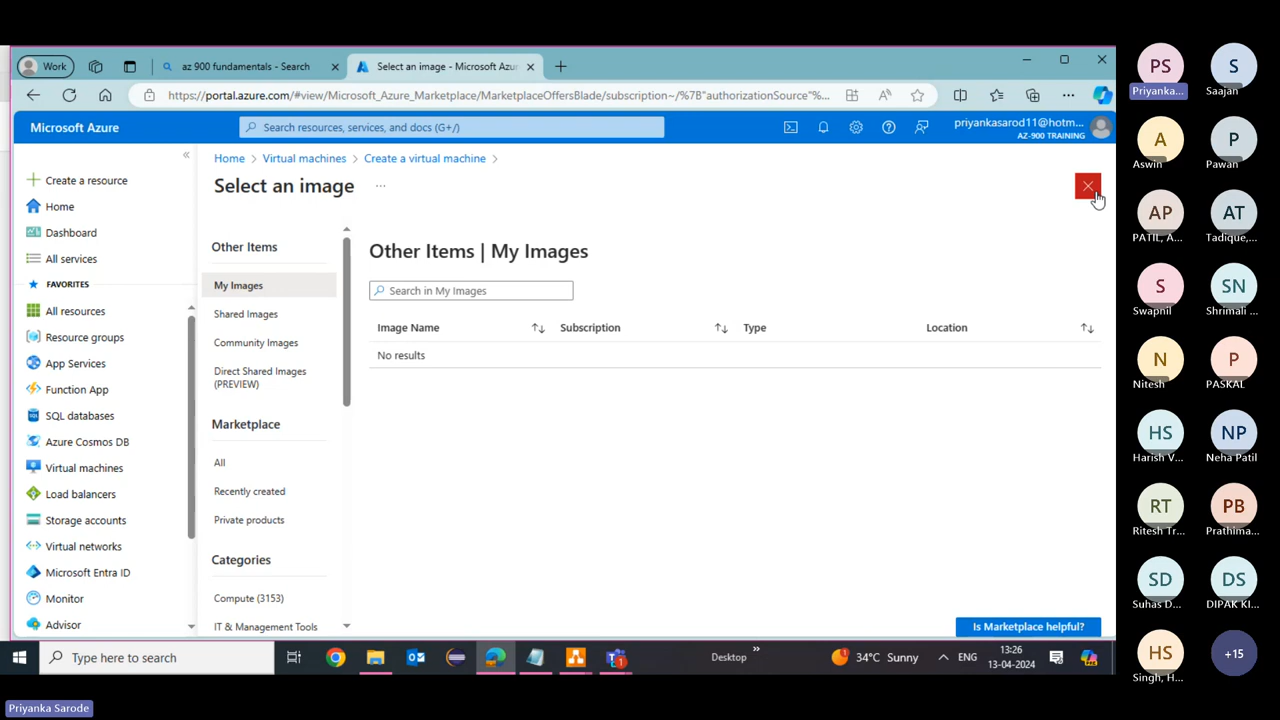 Work
az 900 fundamentals - Search
Select an image - Microsoft Azur
https://portal.azure.com/#view/Microsoft_Azure_Marketplace/MarketplaceOffersBlade/subscription~/%7B"authorizationSource"%...
Microsoft Azure
Search resources, services, and docs (G+/)
priyankasarod11@hotm...
AZ-900 TRAINING
Create a resource
Home
Dashboard
All services
FAVORITES
All resources
Resource groups
App Services
Function App
SQL databases
Azure Cosmos DB
Virtual machines
Load balancers
Storage accounts
Virtual networks
Microsoft Entra ID
Monitor
Advisor
Home > Virtual machines > Create a virtual machine >
Select an image ...
Other Items
My Images
Shared Images
Community Images
Direct Shared Images
(PREVIEW)
Marketplace
All
Recently created
Private products
Categories
Compute (3153)
IT & Management Tools
Other Items | My Images
Search in My Images
Image Name Subscription Type Location
No results
Is Marketplace helpful?
Type here to search
Desktop
34°C Sunny
ENG
13:26
13-04-2024
PS
Priyanka...
S
Saajan
A
Aswin
P
Pawan
AP
PATIL, A...
AT
Tadique,...
S
Swapnil
SN
Shrimali ...
N
Nitesh
P
PASKAL
HS
Harish V...
NP
Neha Patil
RT
Ritesh Tr...
PB
Prathima...
SD
Suhas D...
DS
DIPAK KI...
HS
Singh, H...
+15
Priyanka Sarode